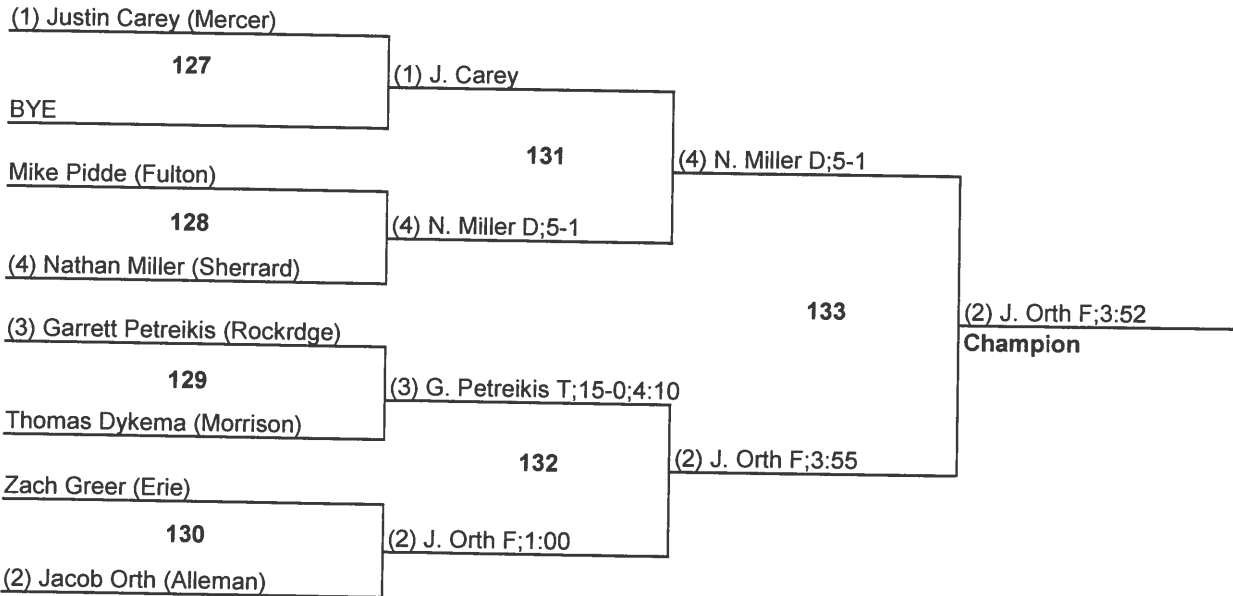 (1) Justin Carey (Mercer)
127
(1) J. Carey
BYE
131
(4) N. Miller D;5-1
Mike Pidde (Fulton)
128
(4) N. Miller D;5-1
(4) Nathan Miller (Sherrard)
133
(2) J. Orth F;3:52
Champion
(3) Garrett Petreikis (Rockrdge)
129
(3) G. Petreikis T;15-0;4:10
Thomas Dykema (Morrison)
132
(2) J. Orth F;3:55
Zach Greer (Erie)
130
(2) J. Orth F;1:00
(2) Jacob Orth (Alleman)